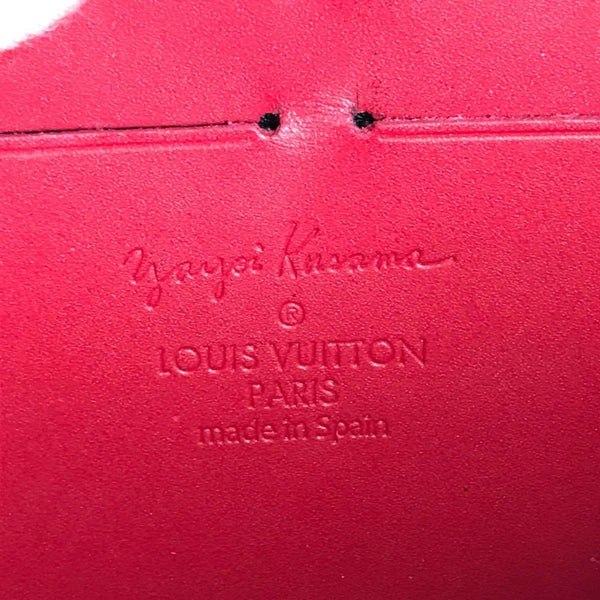 Yayoi Kusama
®
LOUIS VUITTON
PARIS
made in Spain